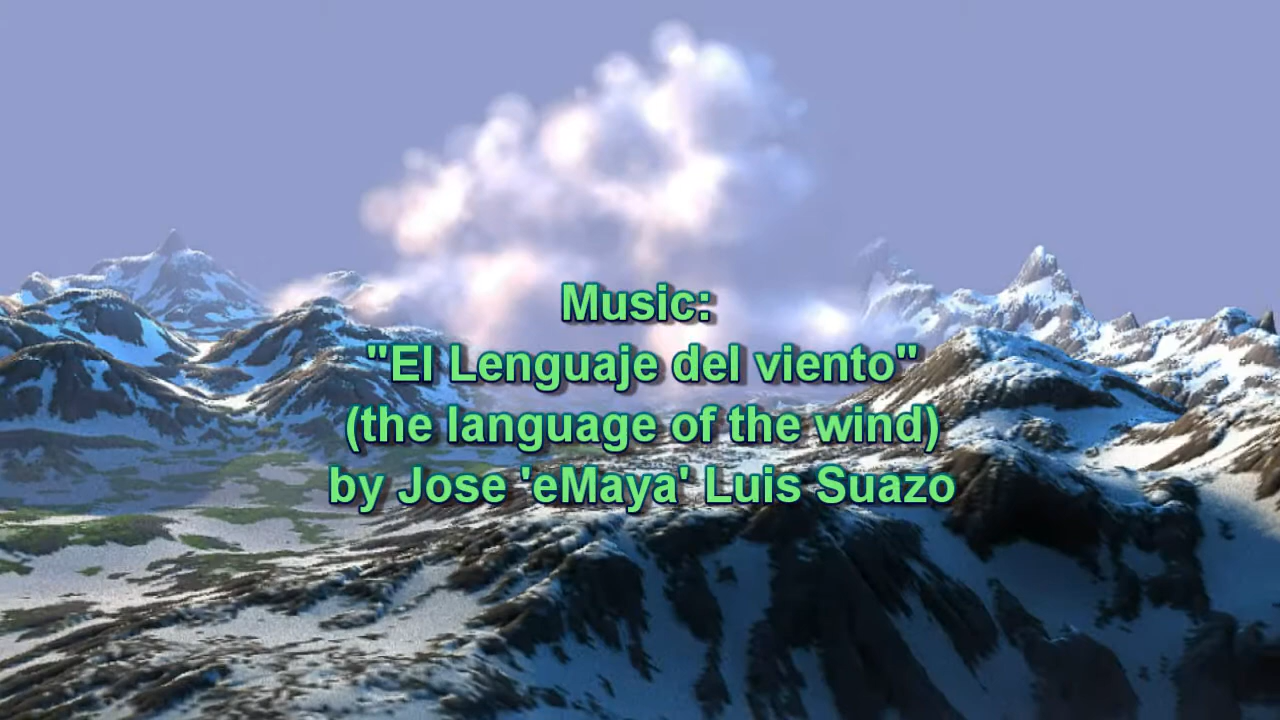 Music:
"El Lenguaje del viento"
(the language of the wind)
by Jose 'eMaya' Luis Suazo